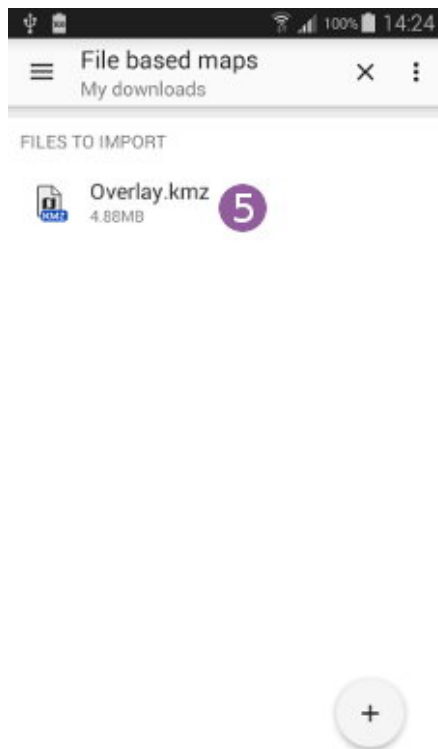 100% 14:24
File based maps
My downloads
FILES TO IMPORT
Overlay.kmz
KMZ
4.88MB
5
+